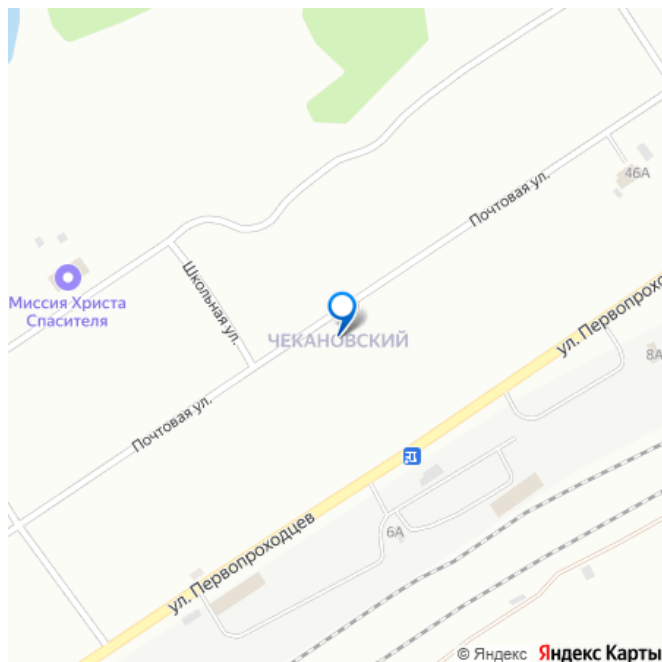 46А
Почтовая ул.
Школьная ул.
Миссия Христа
Спасителя
ЧЕКАНОВСКИЙ
ул. Первопроход
8А
Почтовая ул.
6А
ул. Первопроходцев
© Яндекс Яндекс Карты